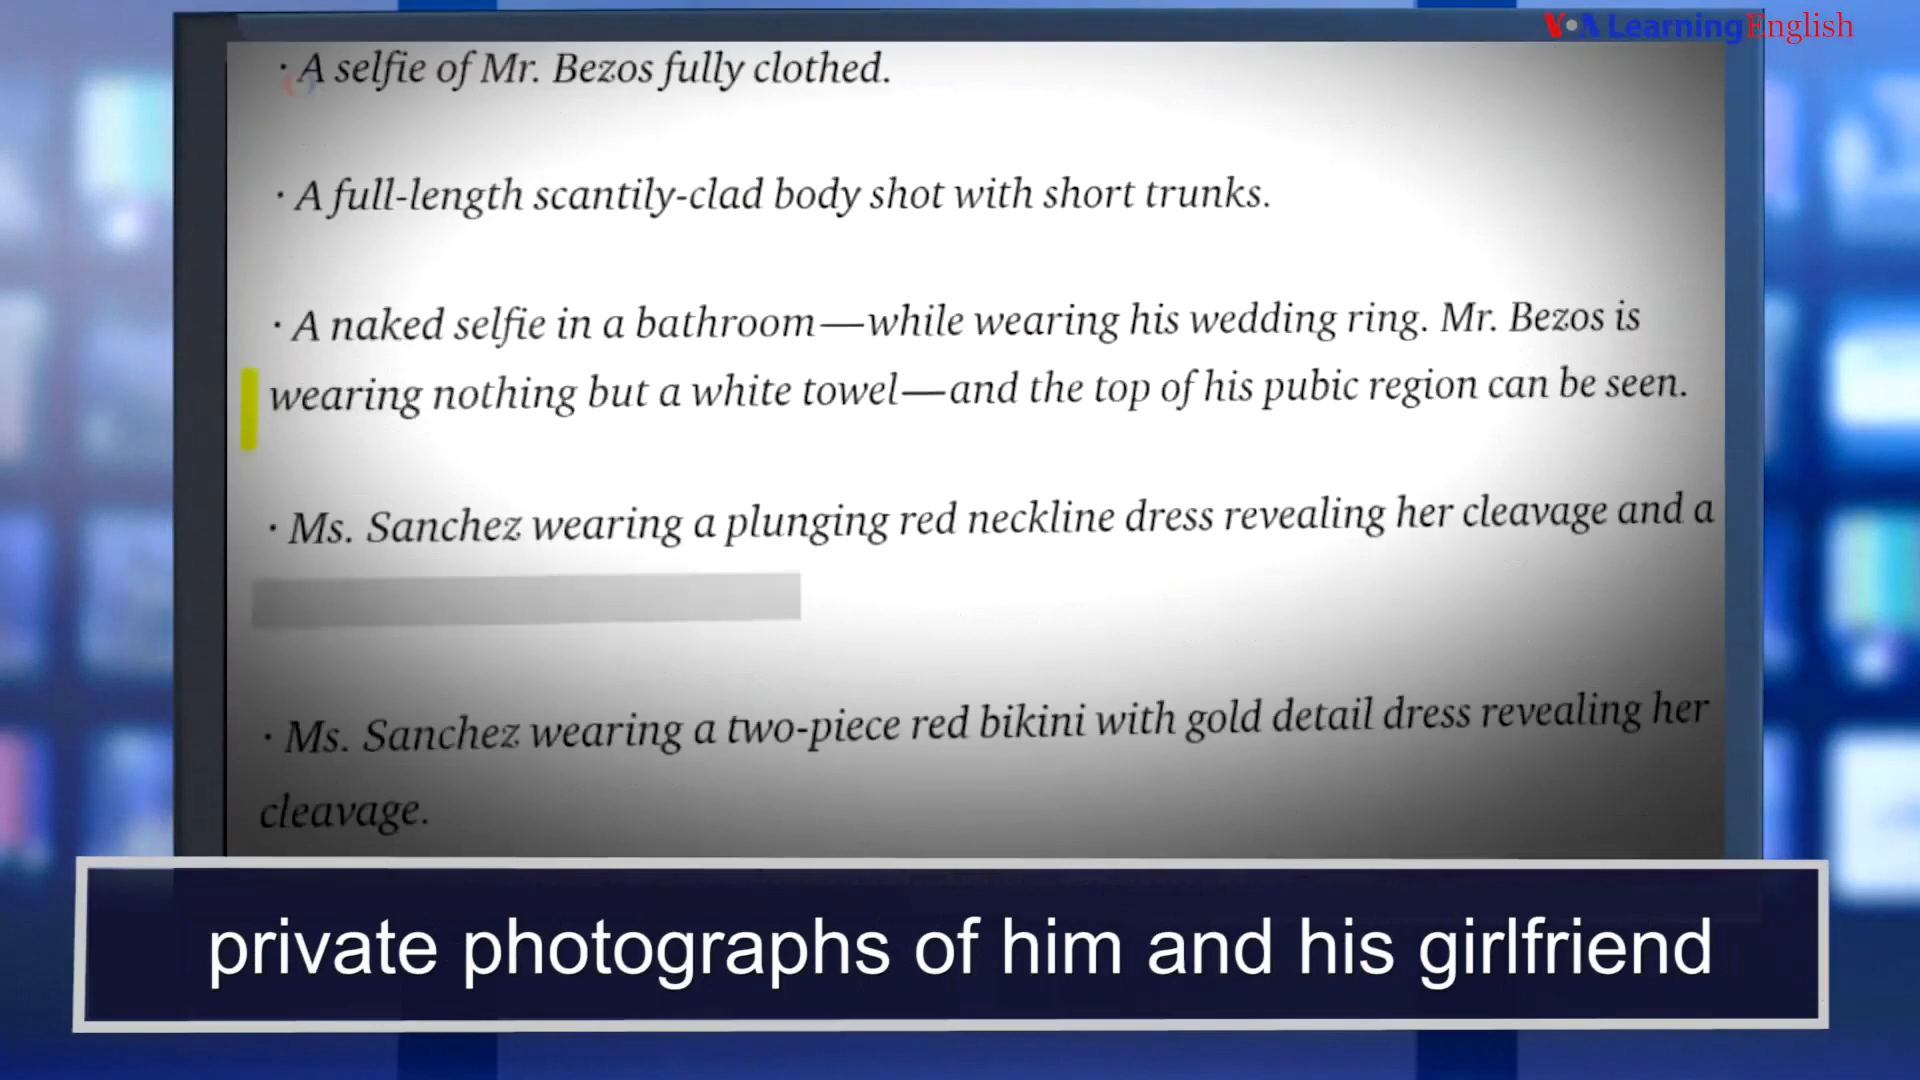 VOA Learning English
· A selfie of Mr. Bezos fully clothed.
· A full-length scantily-clad body shot with short trunks.
· A naked selfie in a bathroom—while wearing his wedding ring. Mr. Bezos is
wearing nothing but a white towel—and the top of his pubic region can be seen.
· Ms. Sanchez wearing a plunging red neckline dress revealing her cleavage and a
· Ms. Sanchez wearing a two-piece red bikini with gold detail dress revealing her
cleavage.
private photographs of him and his girlfriend